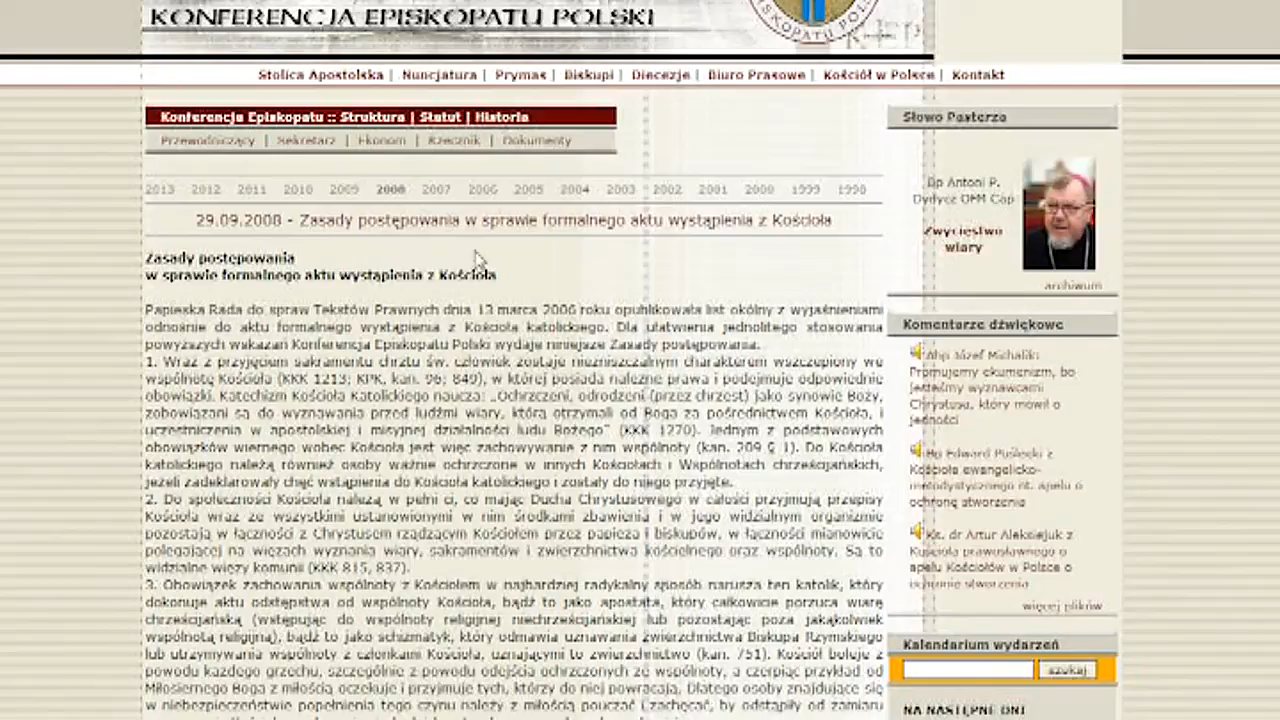 KONFERENCJA EPISKOPATU POLSKI
Stolica Apostolska | Nuncjatura | Prymas | Biskupi | Diecezje | Biuro Prasowe | Kościół w Polsce | Kontakt
Konferencja Episkopatu :: Struktura | Statut | Historia
Przewodniczący | Sekretarz | Ekonom | Rzecznik | Dokumenty
2013 2012 2011 2010 2009 2008 2007 2006 2005 2004 2003 2002 2001 2000 1999 1998
29.09.2008 - Zasady postępowania w sprawie formalnego aktu wystąpienia z Kościoła
Zasady postępowania
w sprawie formalnego aktu wystąpienia z Kościoła
Papieska Rada do spraw Tekstów Prawnych dnia 13 marca 2006 roku opublikowała list okólny z wyjaśnieniami
odnośnie do aktu formalnego wystąpienia z Kościoła katolickiego. Dla ułatwienia jednolitego stosowania
powyższych wskazań Konferencja Episkopatu Polski wydaje niniejsze Zasady postępowania.
1. Wraz z przyjęciem sakramentu chrztu św. człowiek zostaje niezniszczalnym charakterem wszczepiony we
wspólnotę Kościoła (KKK 1213; KPK, kan. 96; 849), w której posiada należne prawa i podejmuje odpowiednie
obowiązki. Katechizm Kościoła Katolickiego naucza: „Ochrzczeni, odrodzeni (przez chrzest) jako synowie Boży,
zobowiązani są do wyznawania przed ludźmi wiary, którą otrzymali od Boga za pośrednictwem Kościoła, i
uczestniczenia w apostolskiej i misyjnej działalności ludu Bożego” (KKK 1270). Jednym z podstawowych
obowiązków wiernego wobec Kościoła jest więc zachowywanie z nim wspólnoty (kan. 209 § 1). Do Kościoła
katolickiego należą również osoby ważnie ochrzczone w innych Kościołach i Wspólnotach chrześcijańskich,
jeżeli zadeklarowały chęć wstąpienia do Kościoła katolickiego i zostały do niego przyjęte.
2. Do społeczności Kościoła należą w pełni ci, co mając Ducha Chrystusowego w całości przyjmują przepisy
Kościoła wraz ze wszystkimi ustanowionymi w nim środkami zbawienia i w jego widzialnym organizmie
pozostają w łączności z Chrystusem rządzącym Kościołem przez papieża i biskupów, w łączności mianowicie
polegającej na więzach wyznania wiary, sakramentów i zwierzchnictwa kościelnego oraz wspólnoty. Są to
widzialne więzy komunii (KKK 815, 837).
3. Obowiązek zachowania wspólnoty z Kościołem w najbardziej radykalny sposób narusza ten katolik, który
dokonuje aktu odstępstwa od wspólnoty Kościoła, bądź to jako apostata, który całkowicie porzuca wiarę
chrześcijańską (wstępując do wspólnoty religijnej niechrześcijańskiej lub pozostając poza jakąkolwiek
wspólnotą religijną), bądź to jako schizmatyk, który odmawia uznawania zwierzchnictwa Biskupa Rzymskiego
lub utrzymywania wspólnoty z członkami Kościoła, uznającymi to zwierzchnictwo (kan. 751). Kościół boleje z
powodu każdego grzechu, szczególnie z powodu odejścia ochrzczonych ze wspólnoty, a czerpiąc przykład od
Miłosiernego Boga z miłością oczekuje i przyjmuje tych, którzy do niej powracają. Dlatego osoby znajdujące się
w niebezpieczeństwie popełnienia tego czynu należy z miłością pouczać i zachęcać, by odstąpiły od zamiaru
Słowo Pasterza
Bp Antoni P.
Dydycz OFM Cap
Zwycięstwo
wiary
archiwum
Komentarze dźwiękowe
Abp Józef Michalik:
Promujemy ekumenizm, bo
jesteśmy wyznawcami
Chrystusa, który mówił o
jedności
Bp Edward Puślecki z
Kościoła ewangelicko-
metodystycznego nt. apelu o
ochronę stworzenia
Ks. dr Artur Aleksiejuk z
Kościoła prawosławnego o
apelu Kościołów w Polsce o
ochronie stworzenia
więcej plików
Kalendarium wydarzeń
szukaj
NA NASTĘPNE DNI